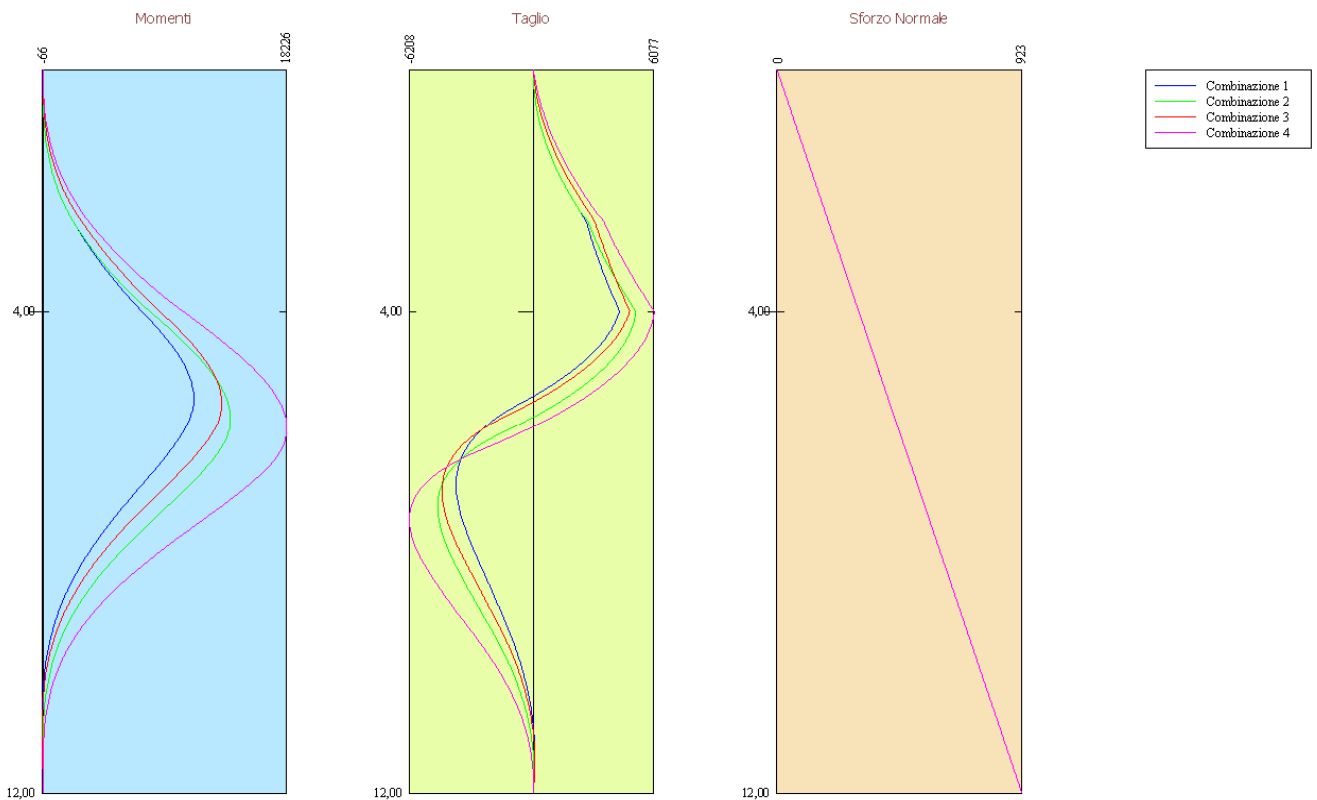 Momenti
Taglio
Sforzo Normale
-66
18226
-6208
6077
0
923
Combinazione 1
Combinazione 2
Combinazione 3
Combinazione 4
4,00
4,00
4,00
12,00
12,00
12,00